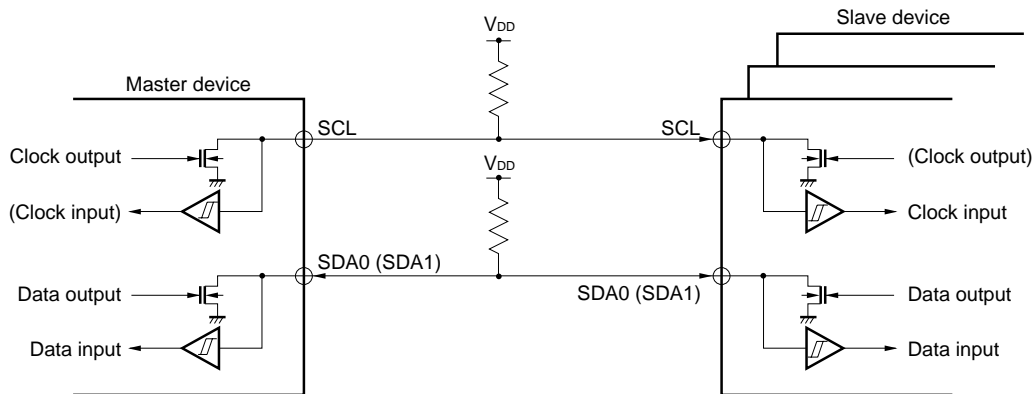 Slave device
VDD
Master device
SCL
SCL
Clock output
(Clock output)
VDD
(Clock input)
Clock input
SDA0 (SDA1)
SDA0 (SDA1)
Data output
Data output
Data input
Data input